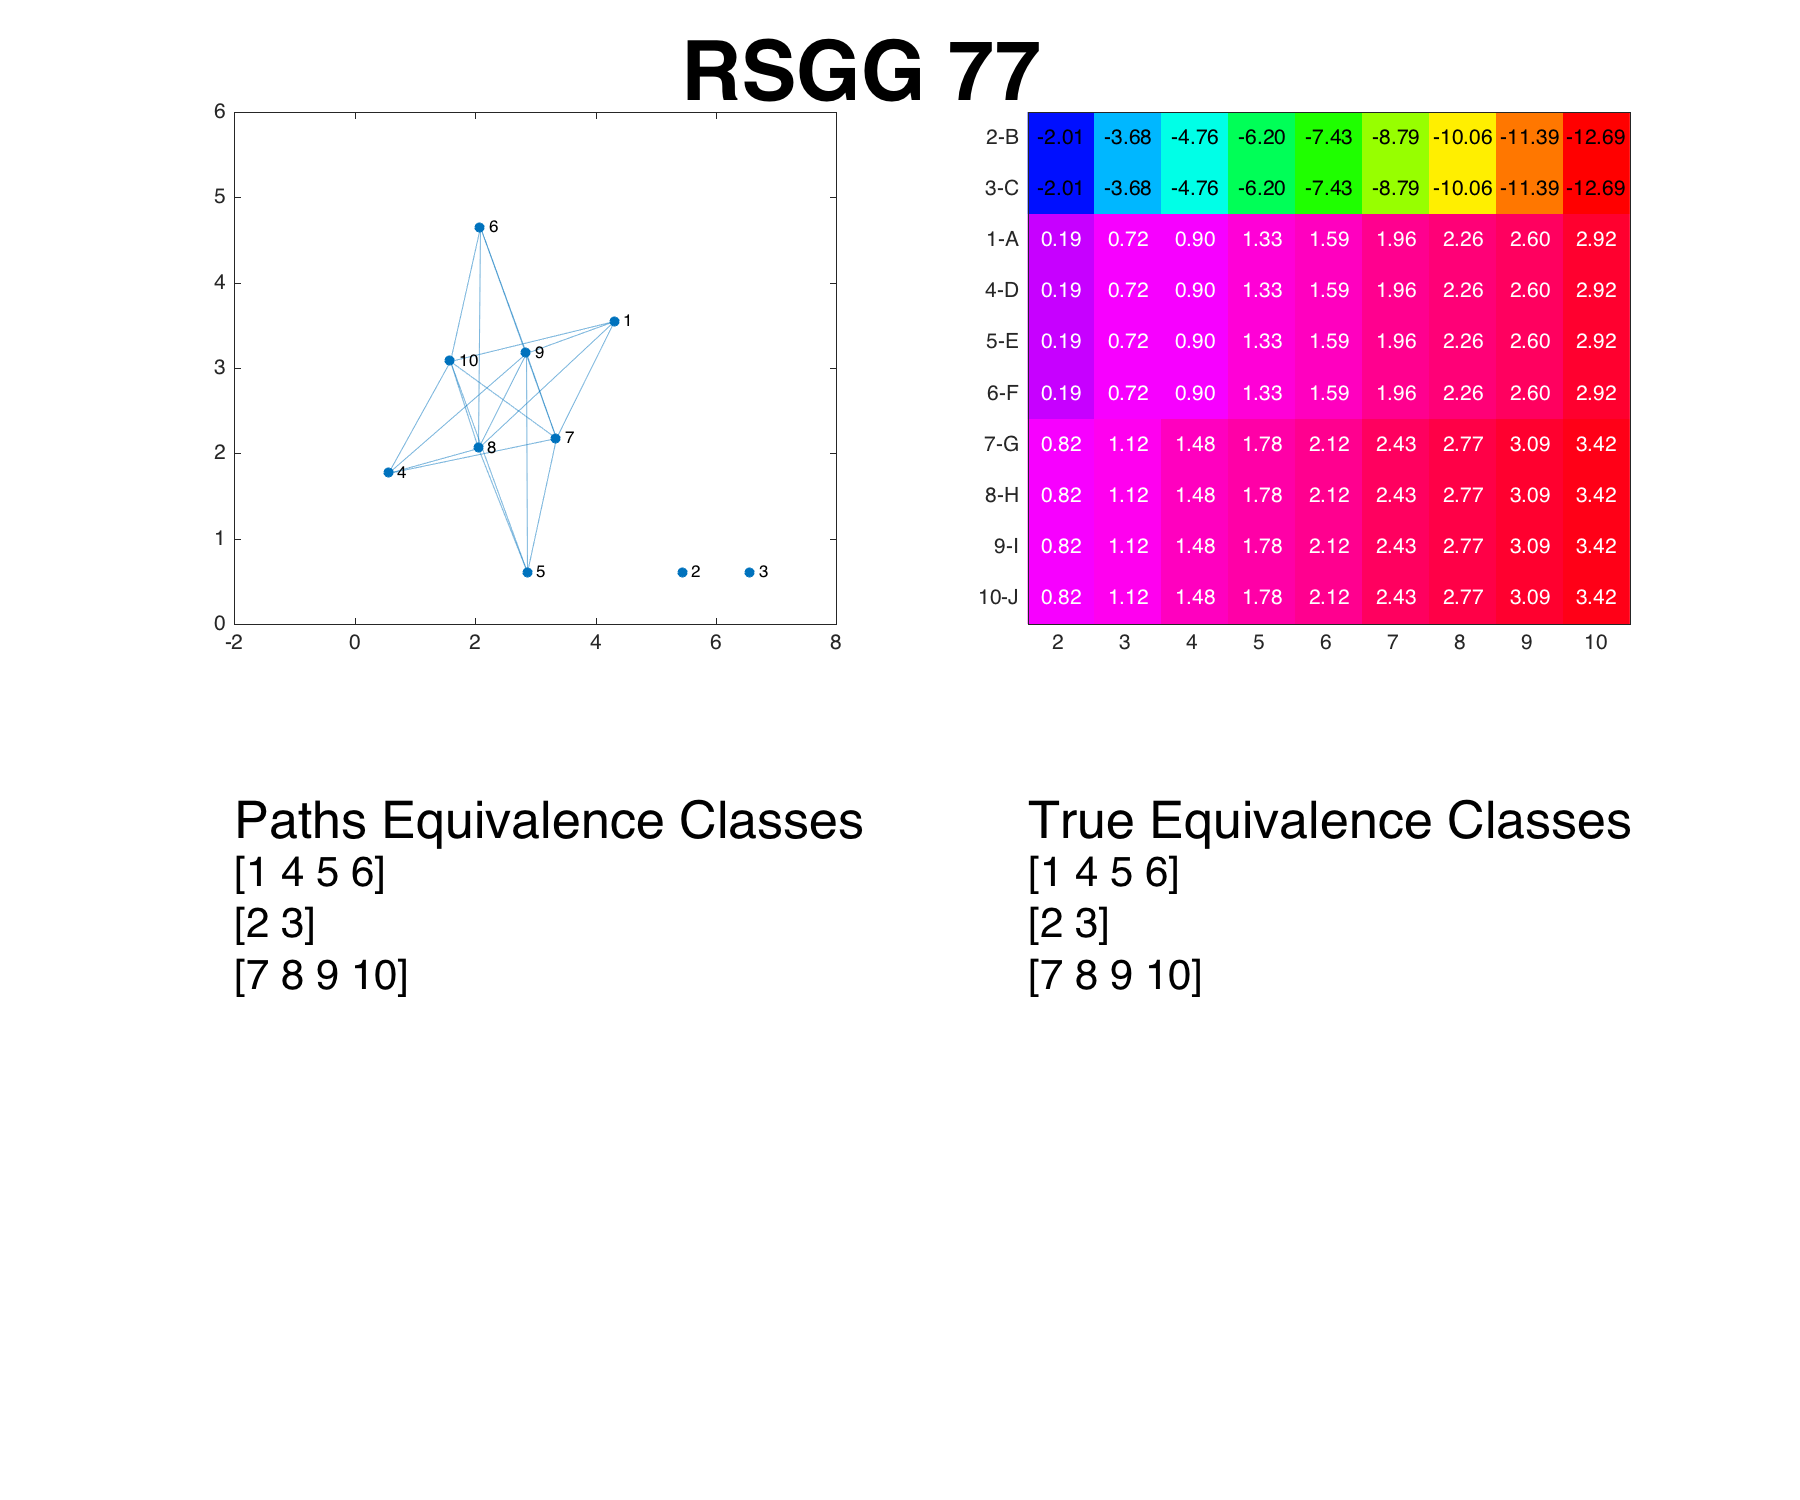 RSGG 77
6
5
4
3
2
1
0
-2 0 2 4 6 8
6
1
10
9
7
8
4
5
2
3
2-B -2.01 -3.68 -4.76 -6.20 -7.43 -8.79 -10.06 -11.39 -12.69
3-C -2.01 -3.68 -4.76 -6.20 -7.43 -8.79 -10.06 -11.39 -12.69
1-A 0.19 0.72 0.90 1.33 1.59 1.96 2.26 2.60 2.92
4-D 0.19 0.72 0.90 1.33 1.59 1.96 2.26 2.60 2.92
5-E 0.19 0.72 0.90 1.33 1.59 1.96 2.26 2.60 2.92
6-F 0.19 0.72 0.90 1.33 1.59 1.96 2.26 2.60 2.92
7-G 0.82 1.12 1.48 1.78 2.12 2.43 2.77 3.09 3.42
8-H 0.82 1.12 1.48 1.78 2.12 2.43 2.77 3.09 3.42
9-I 0.82 1.12 1.48 1.78 2.12 2.43 2.77 3.09 3.42
10-J 0.82 1.12 1.48 1.78 2.12 2.43 2.77 3.09 3.42
2 3 4 5 6 7 8 9 10
Paths Equivalence Classes
[1 4 5 6]
[2 3]
[7 8 9 10]
True Equivalence Classes
[1 4 5 6]
[2 3]
[7 8 9 10]